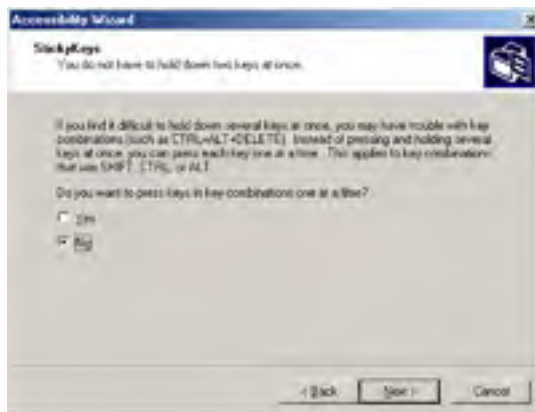 Accessibility Wizard
StickyKeys
You do not have to hold down two keys at once.
If you find it difficult to hold down several keys at once, you may have trouble with key
combinations (such as CTRL+ALT+DELETE). Instead of pressing and holding several
keys at once, you can press each key one at a time. This applies to key combinations
that use SHIFT, CTRL, or ALT.
Do you want to press keys in key combinations one at a time?
Yes
No
< Back
Next >
Cancel